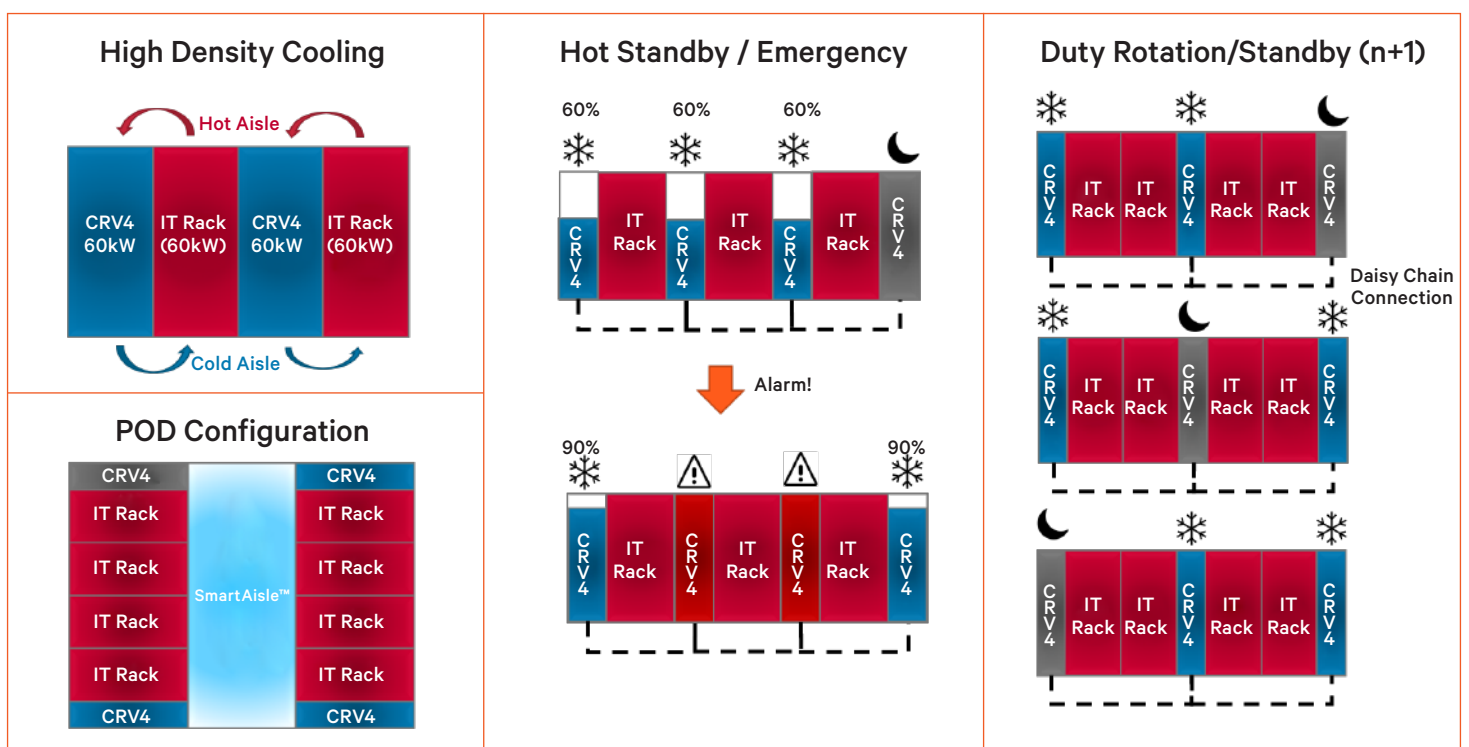 High Density Cooling
Hot Aisle
CRV4
60kW
IT Rack
(60kW)
CRV4
60kW
IT Rack
(60kW)
Cold Aisle
POD Configuration
CRV4
IT Rack
IT Rack
IT Rack
IT Rack
CRV4
SmartAisle™
CRV4
IT Rack
IT Rack
IT Rack
IT Rack
CRV4
Hot Standby / Emergency
60%
60%
60%
CRV4
IT
Rack
CRV4
IT
Rack
CRV4
IT
Rack
CRV4
Alarm!
90%
90%
CRV4
IT
Rack
CRV4
IT
Rack
CRV4
IT
Rack
CRV4
Duty Rotation/Standby (n+1)
CRV4
IT
Rack
IT
Rack
CRV4
IT
Rack
IT
Rack
CRV4
Daisy Chain
Connection
CRV4
IT
Rack
IT
Rack
CRV4
IT
Rack
IT
Rack
CRV4
CRV4
IT
Rack
IT
Rack
CRV4
IT
Rack
IT
Rack
CRV4